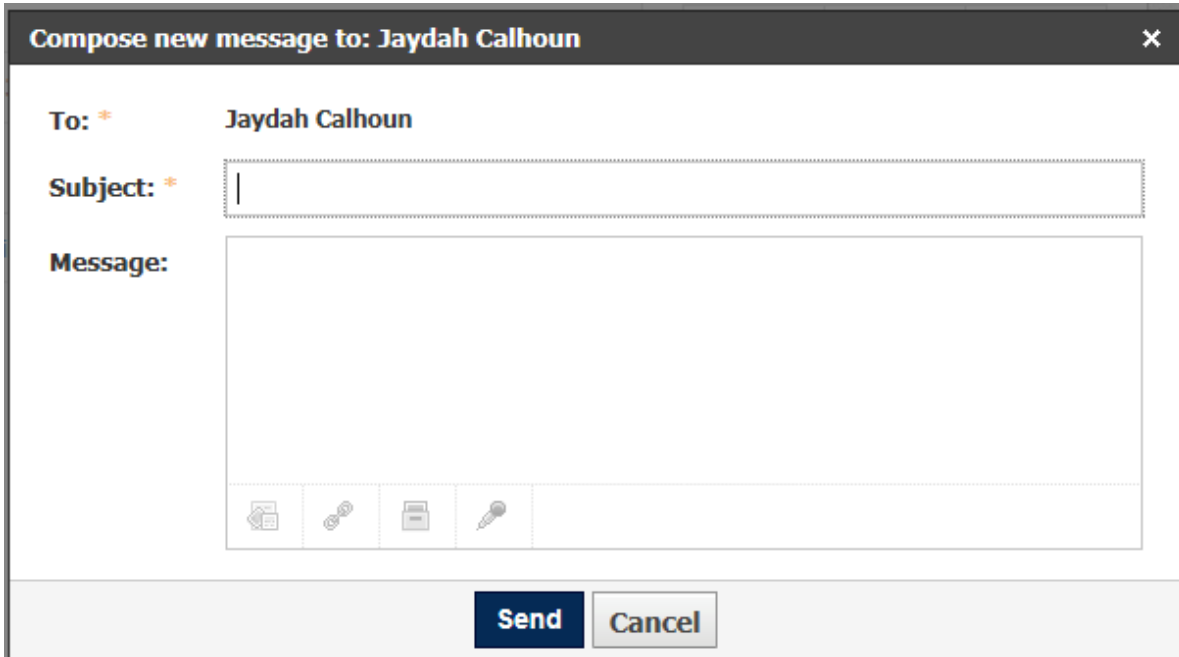 Compose new message to: Jaydah Calhoun ×
To: * Jaydah Calhoun
Subject: *
Message:
Send Cancel